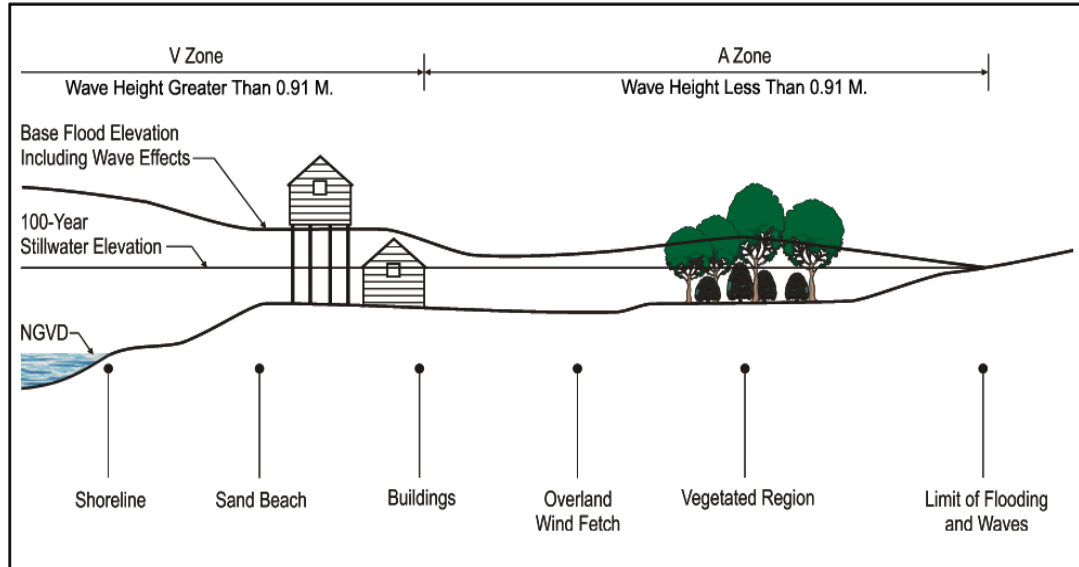 V Zone
Wave Height Greater Than 0.91 M.
A Zone
Wave Height Less Than 0.91 M.
Base Flood Elevation
Including Wave Effects
100-Year
Stillwater Elevation
NGVD
Shoreline
Sand Beach
Buildings
Overland
Wind Fetch
Vegetated Region
Limit of Flooding
and Waves